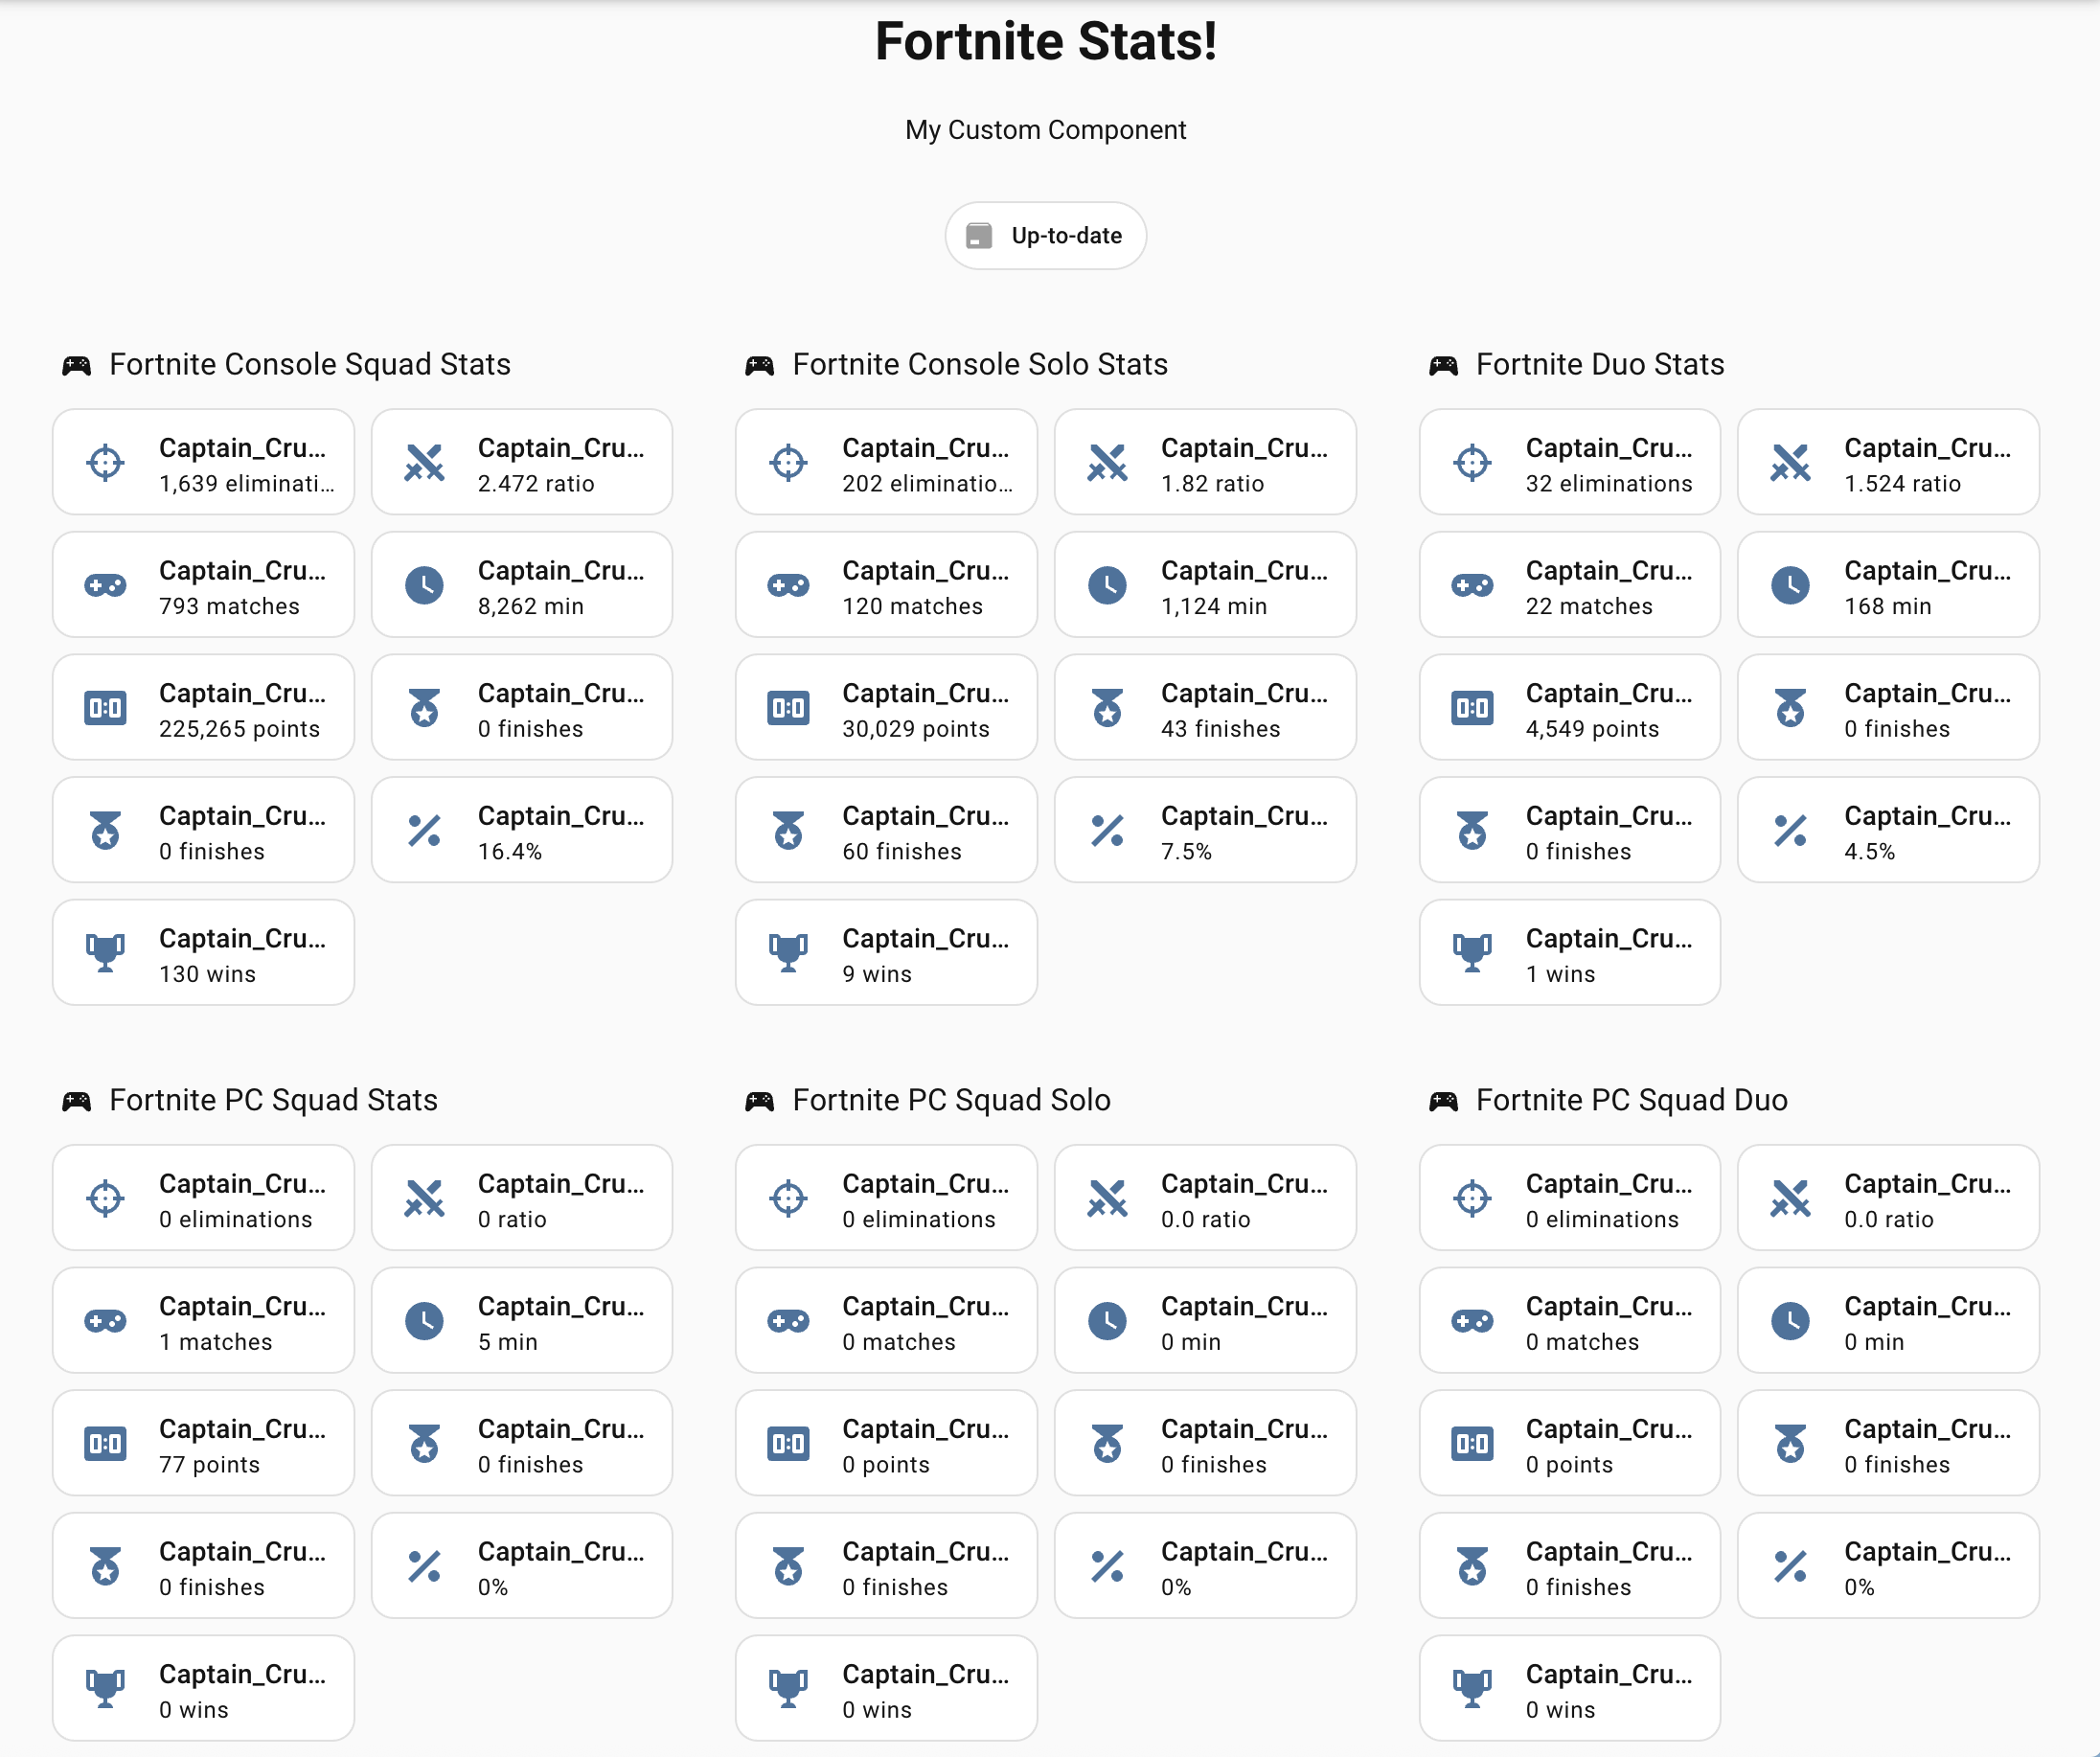 Fortnite Stats!
My Custom Component
Up-to-date
Fortnite Console Squad Stats
Captain_Cru...
1,639 eliminati...
Captain_Cru...
2.472 ratio
Captain_Cru...
793 matches
Captain_Cru...
8,262 min
Captain_Cru...
225,265 points
Captain_Cru...
0 finishes
Captain_Cru...
0 finishes
Captain_Cru...
16.4%
Captain_Cru...
130 wins
Fortnite Console Solo Stats
Captain_Cru...
202 eliminatio...
Captain_Cru...
1.82 ratio
Captain_Cru...
120 matches
Captain_Cru...
1,124 min
Captain_Cru...
30,029 points
Captain_Cru...
43 finishes
Captain_Cru...
60 finishes
Captain_Cru...
7.5%
Captain_Cru...
9 wins
Fortnite Duo Stats
Captain_Cru...
32 eliminations
Captain_Cru...
1.524 ratio
Captain_Cru...
22 matches
Captain_Cru...
168 min
Captain_Cru...
4,549 points
Captain_Cru...
0 finishes
Captain_Cru...
0 finishes
Captain_Cru...
4.5%
Captain_Cru...
1 wins
Fortnite PC Squad Stats
Captain_Cru...
0 eliminations
Captain_Cru...
0 ratio
Captain_Cru...
1 matches
Captain_Cru...
5 min
Captain_Cru...
77 points
Captain_Cru...
0 finishes
Captain_Cru...
0 finishes
Captain_Cru...
0%
Captain_Cru...
0 wins
Fortnite PC Squad Solo
Captain_Cru...
0 eliminations
Captain_Cru...
0.0 ratio
Captain_Cru...
0 matches
Captain_Cru...
0 min
Captain_Cru...
0 points
Captain_Cru...
0 finishes
Captain_Cru...
0 finishes
Captain_Cru...
0%
Captain_Cru...
0 wins
Fortnite PC Squad Duo
Captain_Cru...
0 eliminations
Captain_Cru...
0.0 ratio
Captain_Cru...
0 matches
Captain_Cru...
0 min
Captain_Cru...
0 points
Captain_Cru...
0 finishes
Captain_Cru...
0 finishes
Captain_Cru...
0%
Captain_Cru...
0 wins